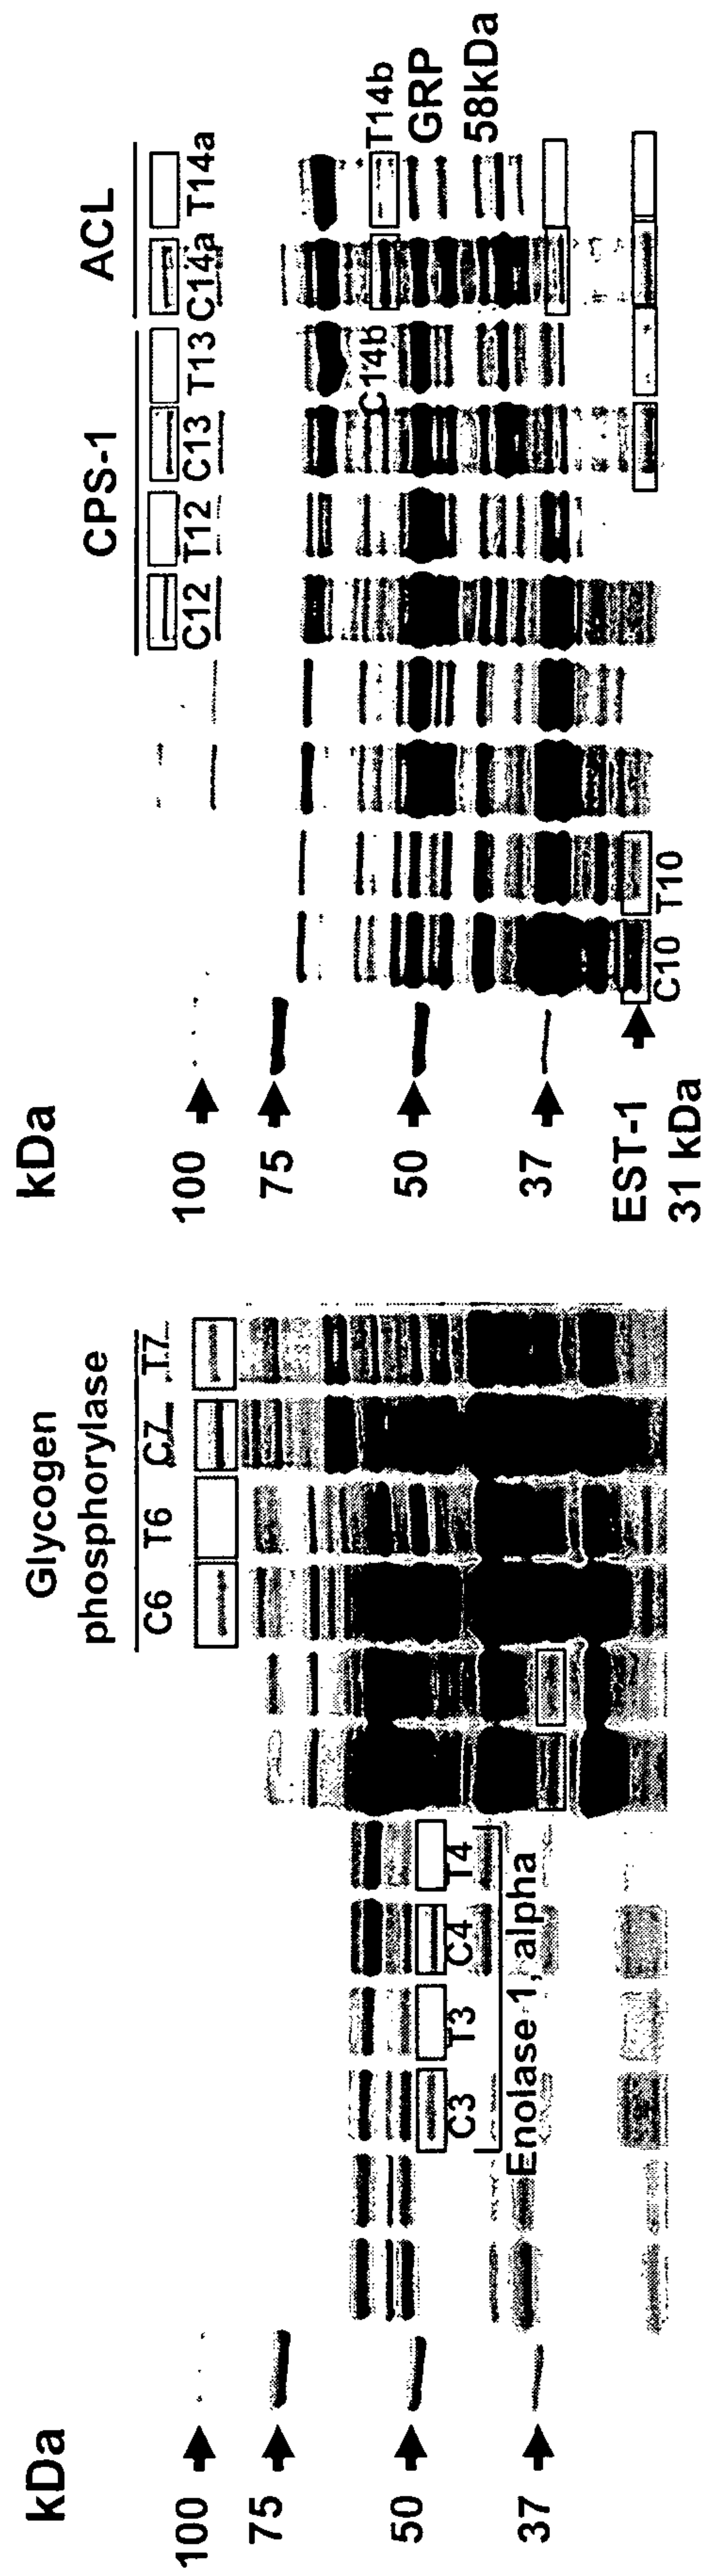 kDa
100
75
50
37
Glycogen
phosphorylase
C6 T6 C7 T7
C3 T3 C4 T4
Enolase 1, alpha
kDa
100
75
50
37
EST-1
31 kDa
CPS-1
ACL
C12 T12 C13 T13 C14a T14a
C14b
T14b
GRP
58kDa
C10 T10